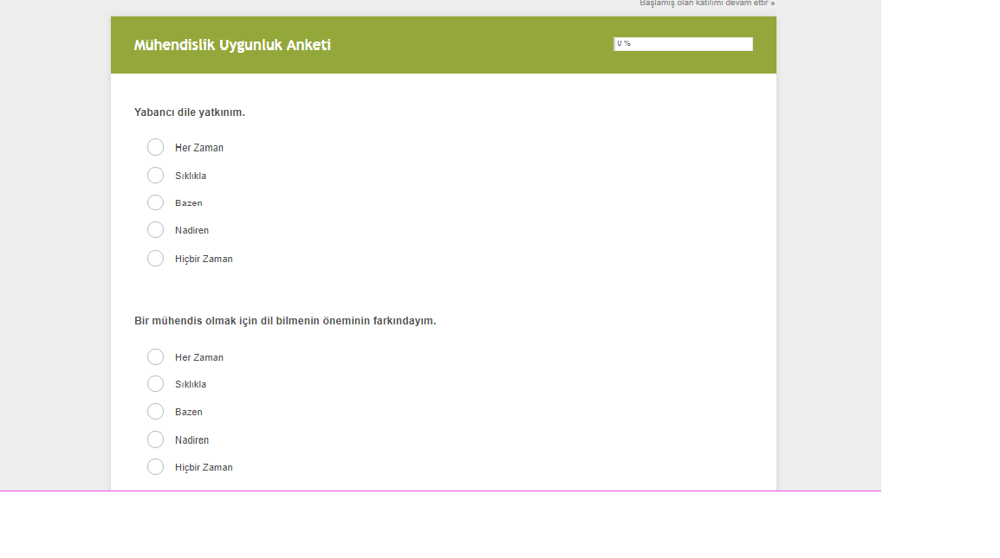 Başlamış olan katılımı devam ettir »
Mühendislik Uygunluk Anketi
0 %
Yabancı dile yatkınım.
Her Zaman
Sıklıkla
Bazen
Nadiren
Hiçbir Zaman
Bir mühendis olmak için dil bilmenin öneminin farkındayım.
Her Zaman
Sıklıkla
Bazen
Nadiren
Hiçbir Zaman